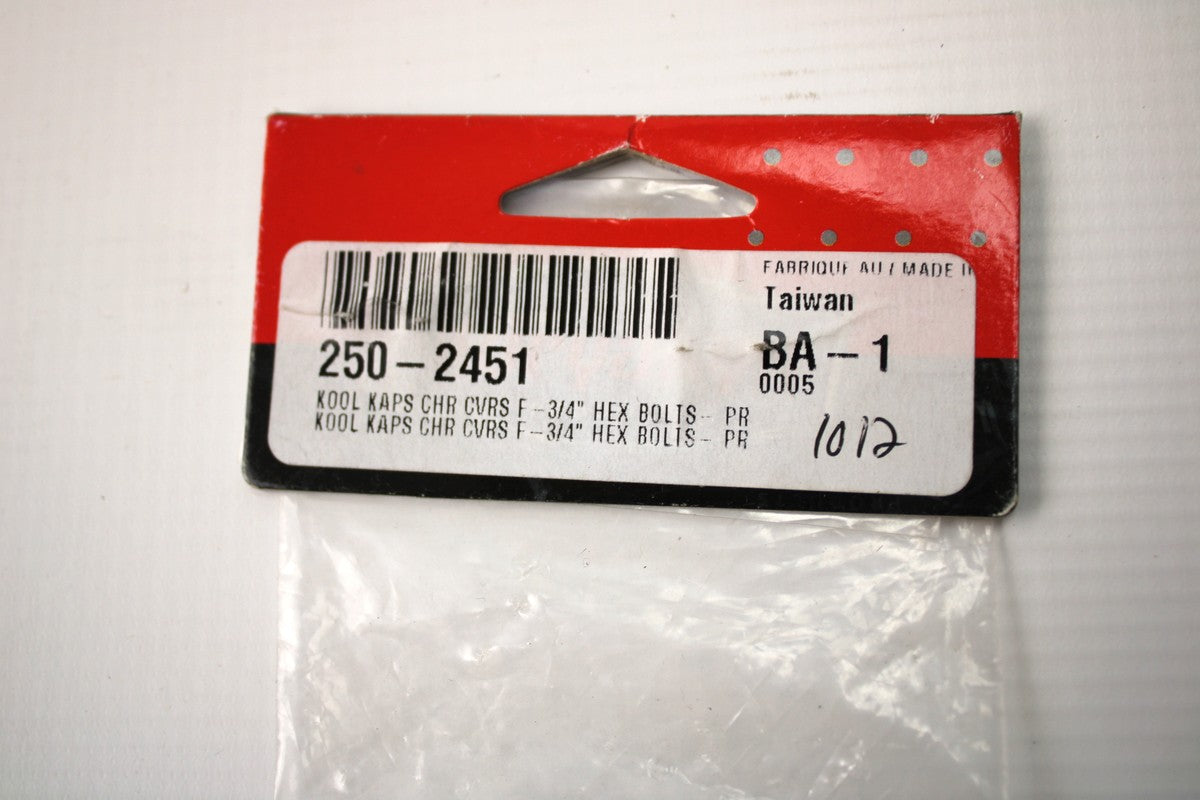 FABRIQUE AU / MADE I
Taiwan
250-2451
BA-1
0005
KOOL KAPS CHR CVRS F-3/4" HEX BOLTS- PR
KOOL KAPS CHR CVRS F-3/4" HEX BOLTS- PR
1012